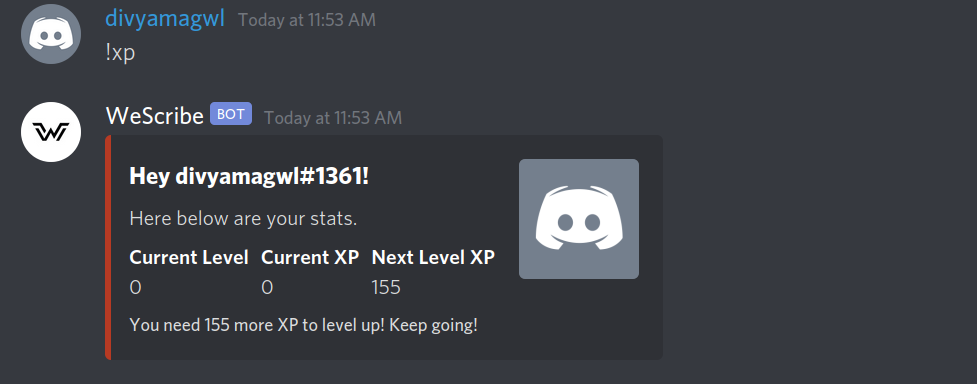 divyamagwl Today at 11:53 AM
!xp
WeScribe BOT Today at 11:53 AM
Hey divyamagwl#1361!
Here below are your stats.
Current Level Current XP Next Level XP
0 0 155
You need 155 more XP to level up! Keep going!